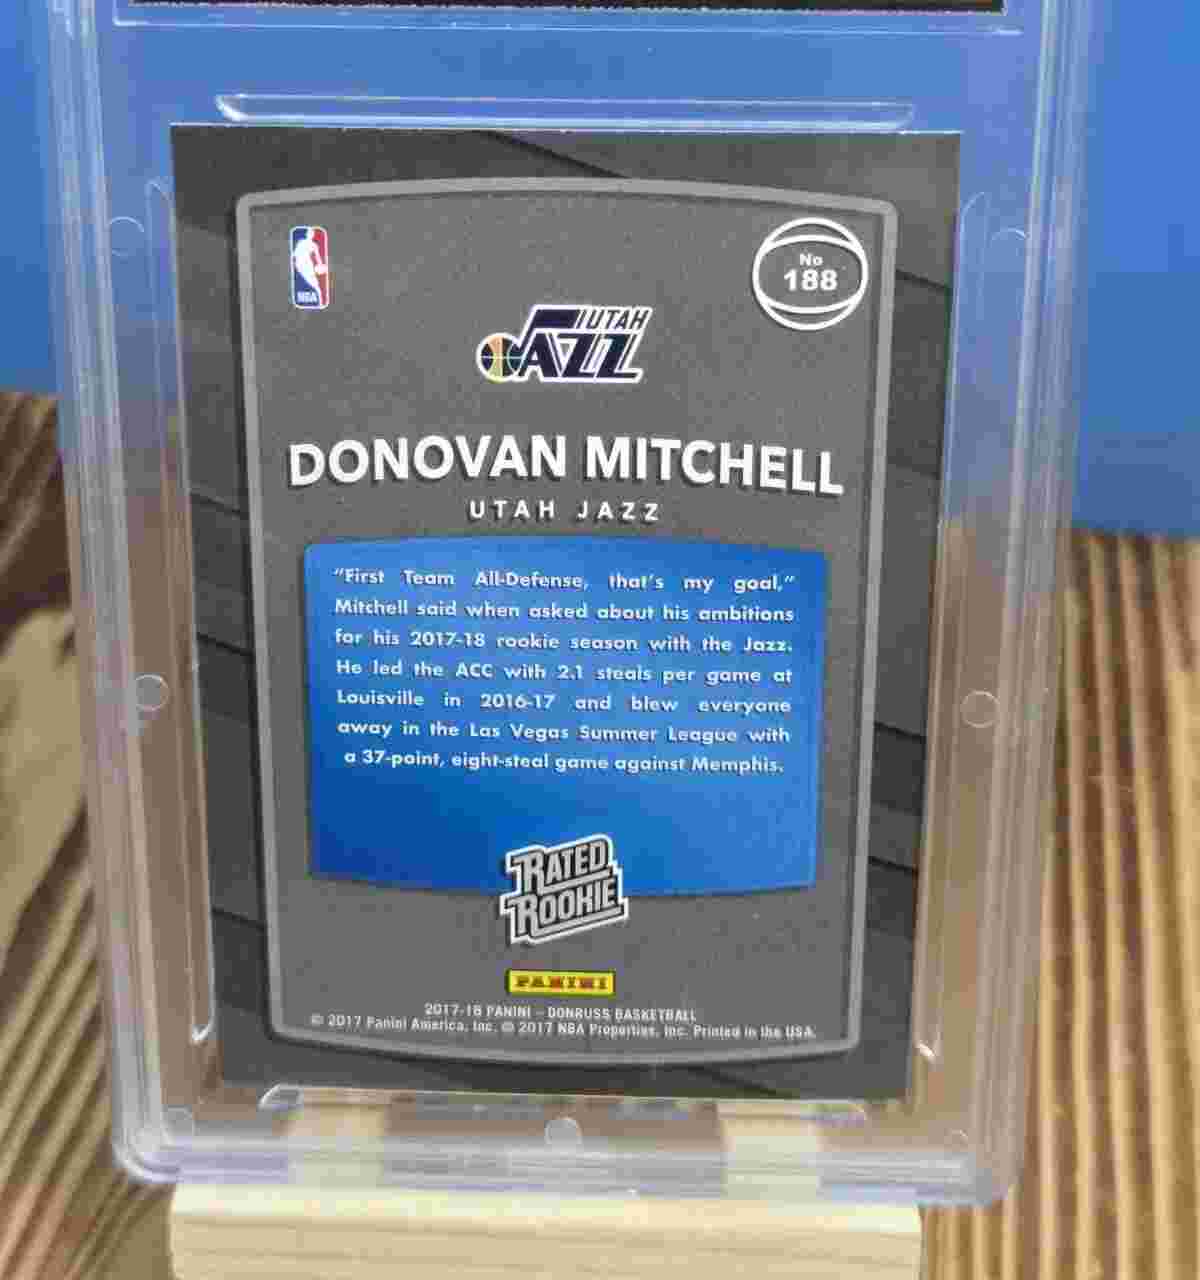 NBA
No
188
UTAH
JAZZ
DONOVAN MITCHELL
UTAH JAZZ
“First Team All-Defense, that’s my goal,”
Mitchell said when asked about his ambitions
for his 2017-18 rookie season with the Jazz.
He led the ACC with 2.1 steals per game at
Louisville in 2016-17 and blew everyone
away in the Las Vegas Summer League with
a 37-point, eight-steal game against Memphis.
RATED
ROOKIE
PANINI
2017-18 PANINI – DONRUSS BASKETBALL
© 2017 Panini America, Inc. © 2017 NBA Properties, Inc. Printed in the USA.